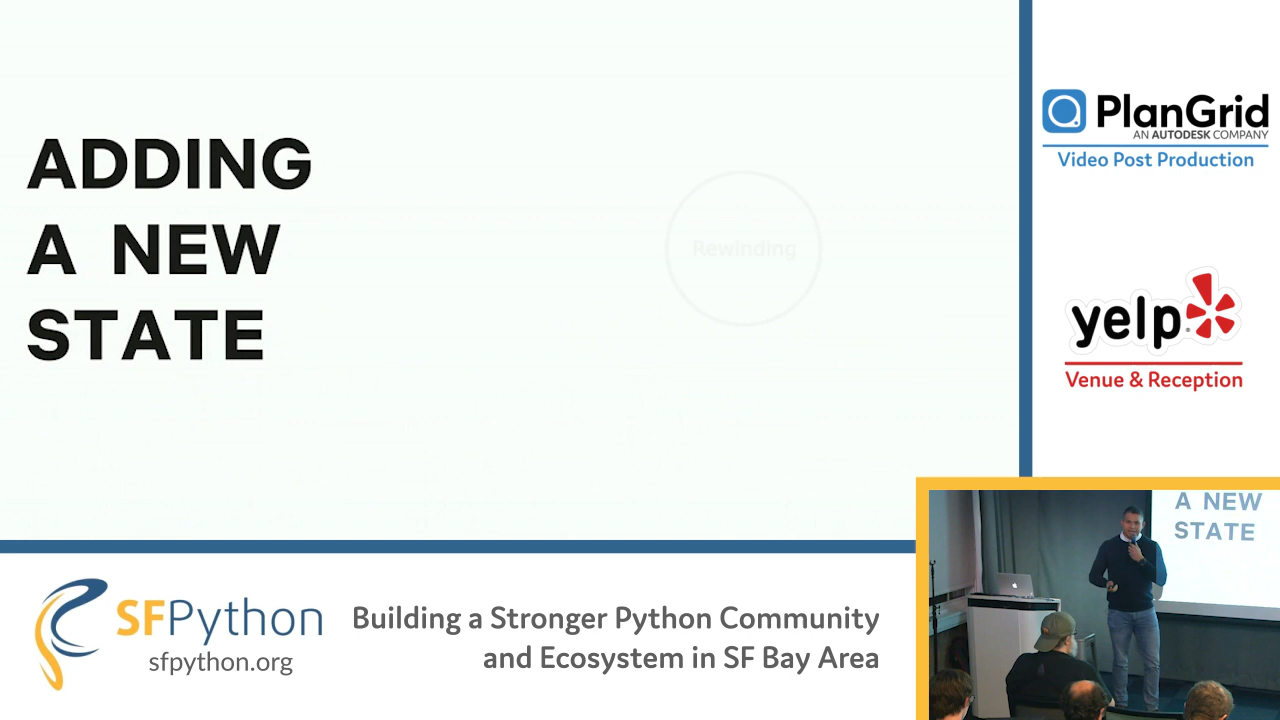 ADDING
A NEW
STATE
Rewinding
PlanGrid
AN AUTODESK COMPANY
Video Post Production
yelp
Venue & Reception
A NEW
STATE
SFPython
sfpython.org
Building a Stronger Python Community
and Ecosystem in SF Bay Area